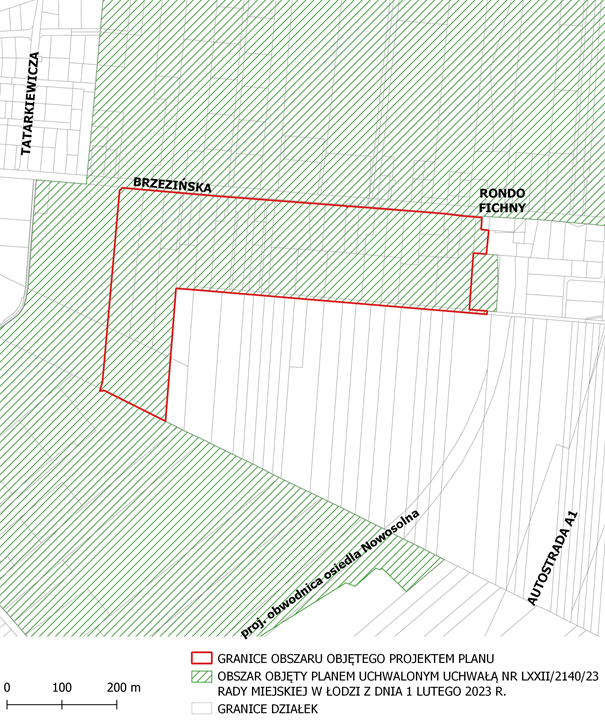 TATARKIEWICZA
BRZEZIŃSKA
RONDO
FICHNY
proj. obwodnica osiedla Nowosolna
AUTOSTRADA A1
GRANICE OBSZARU OBJĘTEGO PROJEKTEM PLANU
OBSZAR OBJĘTY PLANEM UCHWALONYM UCHWAŁĄ NR LXXII/2140/23
RADY MIEJSKIEJ W ŁODZI Z DNIA 1 LUTEGO 2023 R.
GRANICE DZIAŁEK
0 100 200 m